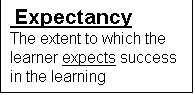 Expectancy
The extent to which the
learner expects success
in the learning